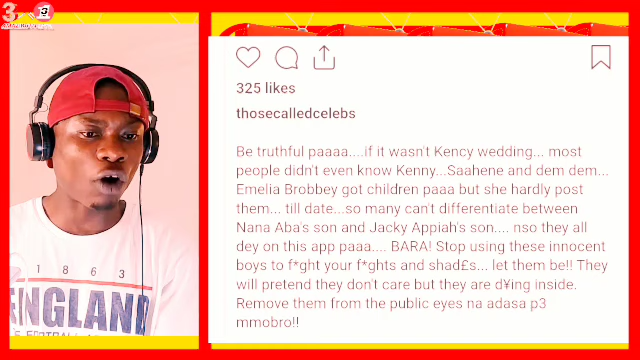 3
3
325 likes
thosecalledcelebs
Be truthful paaaa....if it wasn't Kency wedding... most
people didn't even know Kenny...Saahene and dem dem...
Emelia Brobbey got children paaa but she hardly post
them... till date...so many can't differentiate between
Nana Aba's son and Jacky Appiah's son.... nso they all
dey on this app paaa.... BARA! Stop using these innocent
boys to f*ght your f*ghts and shad£s... let them be!! They
will pretend they don't care but they are d¥ing inside.
Remove them from the public eyes na adasa p3
mmobro!!
1863
ENGLAND